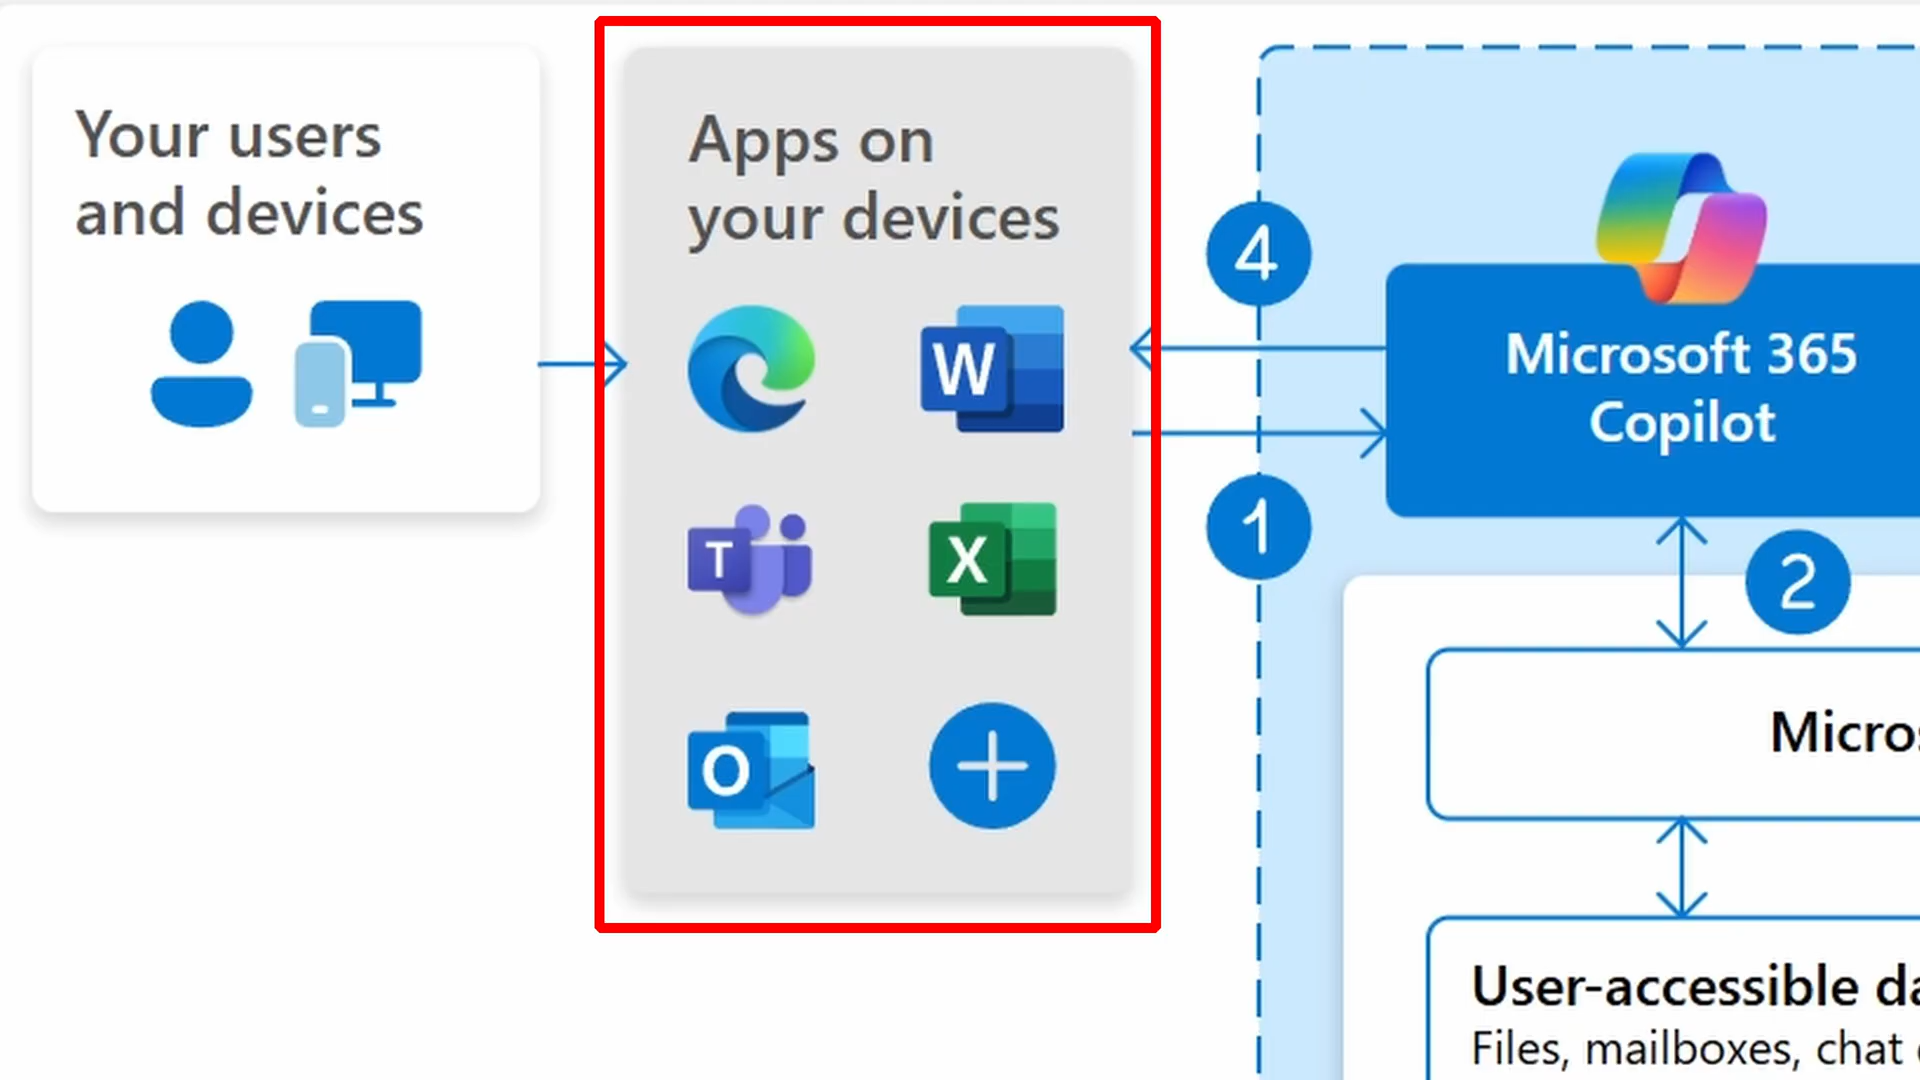 Your users
and devices
Apps on
your devices
W
T
X
O
4
1
Microsoft 365
Copilot
2
User-accessible
Files, mailboxes, chat